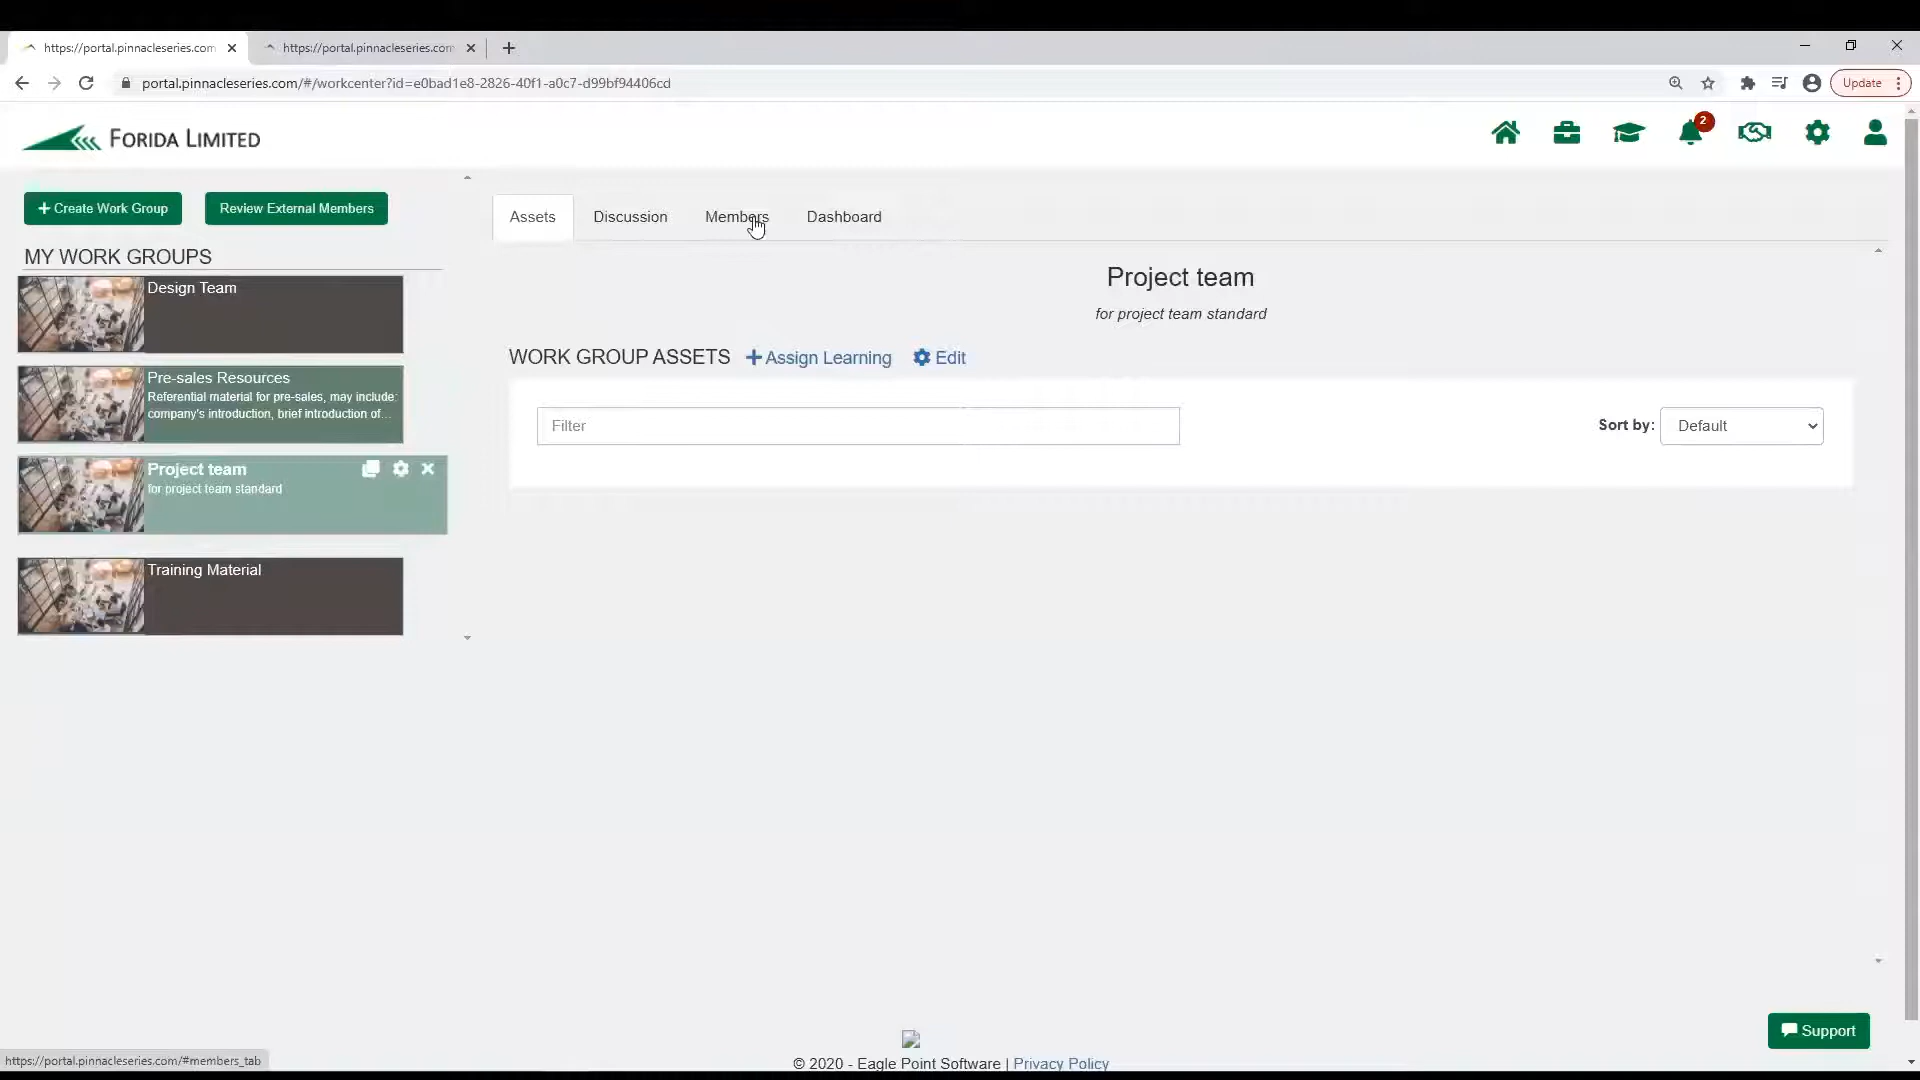 https://portal.pinnacleseries.com
https://portal.pinnacleseries.com
portal.pinnacleseries.com/#/workcenter?id=e0bad1e8-2826-40f1-a0c7-d99bf94406cd
Update
FORIDA LIMITED
2
+ Create Work Group
Review External Members
MY WORK GROUPS
Design Team
Pre-sales Resources
Referential material for pre-sales, may include:
company's introduction, brief introduction of...
Project team
for project team standard
Training Material
Assets
Discussion
Members
Dashboard
Project team
for project team standard
WORK GROUP ASSETS
+ Assign Learning
Edit
Filter
Sort by:
Default
Support
https://portal.pinnacleseries.com/#members_tab
© 2020 - Eagle Point Software | Privacy Policy